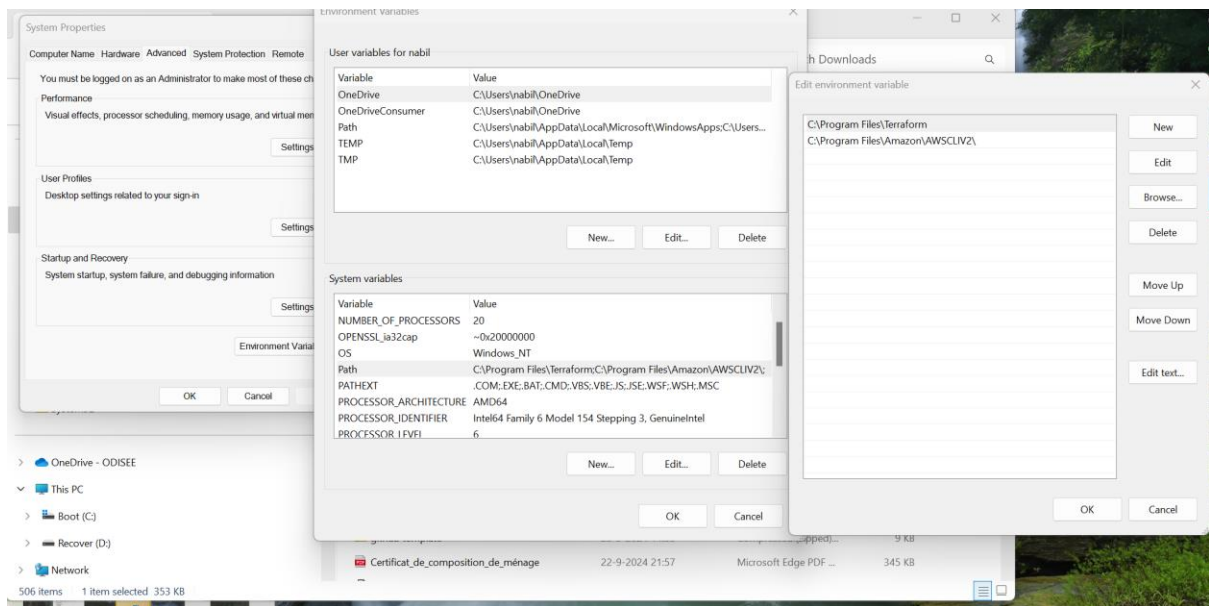 System Properties
Computer Name Hardware Advanced System Protection Remote
You must be logged on as an Administrator to make most of these ch
Performance
Visual effects, processor scheduling, memory usage, and virtual mem
Settings
User Profiles
Desktop settings related to your sign-in
Settings
Startup and Recovery
System startup, system failure, and debugging information
Settings
Environment Varial
OK Cancel
Environment Variables
User variables for nabil
Variable Value
OneDrive C:\Users\nabil\OneDrive
OneDriveConsumer C:\Users\nabil\OneDrive
Path C:\Users\nabil\AppData\Local\Microsoft\WindowsApps;C:\Users...
TEMP C:\Users\nabil\AppData\Local\Temp
TMP C:\Users\nabil\AppData\Local\Temp
New... Edit... Delete
System variables
Variable Value
NUMBER_OF_PROCESSORS 20
OPENSSL_ia32cap ~0x20000000
OS Windows_NT
Path C:\Program Files\Terraform;C:\Program Files\Amazon\AWSCLIV2\;
PATHEXT .COM;.EXE;.BAT;.CMD;.VBS;.VBE;.JS;.JSE;.WSF;.WSH;.MSC
PROCESSOR_ARCHITECTURE AMD64
PROCESSOR_IDENTIFIER Intel64 Family 6 Model 154 Stepping 3, GenuineIntel
PROCESSOR_LEVEL 6
New... Edit... Delete
OK Cancel
h Downloads
Edit environment variable
C:\Program Files\Terraform
C:\Program Files\Amazon\AWSCLIV2\
New
Edit
Browse...
Delete
Move Up
Move Down
Edit text...
OK Cancel
OneDrive - ODISEE
This PC
Boot (C:)
Recover (D:)
Network
9 KB
Certificat_de_composition_de_ménage 22-9-2024 21:57 Microsoft Edge PDF ... 345 KB
506 items 1 item selected 353 KB